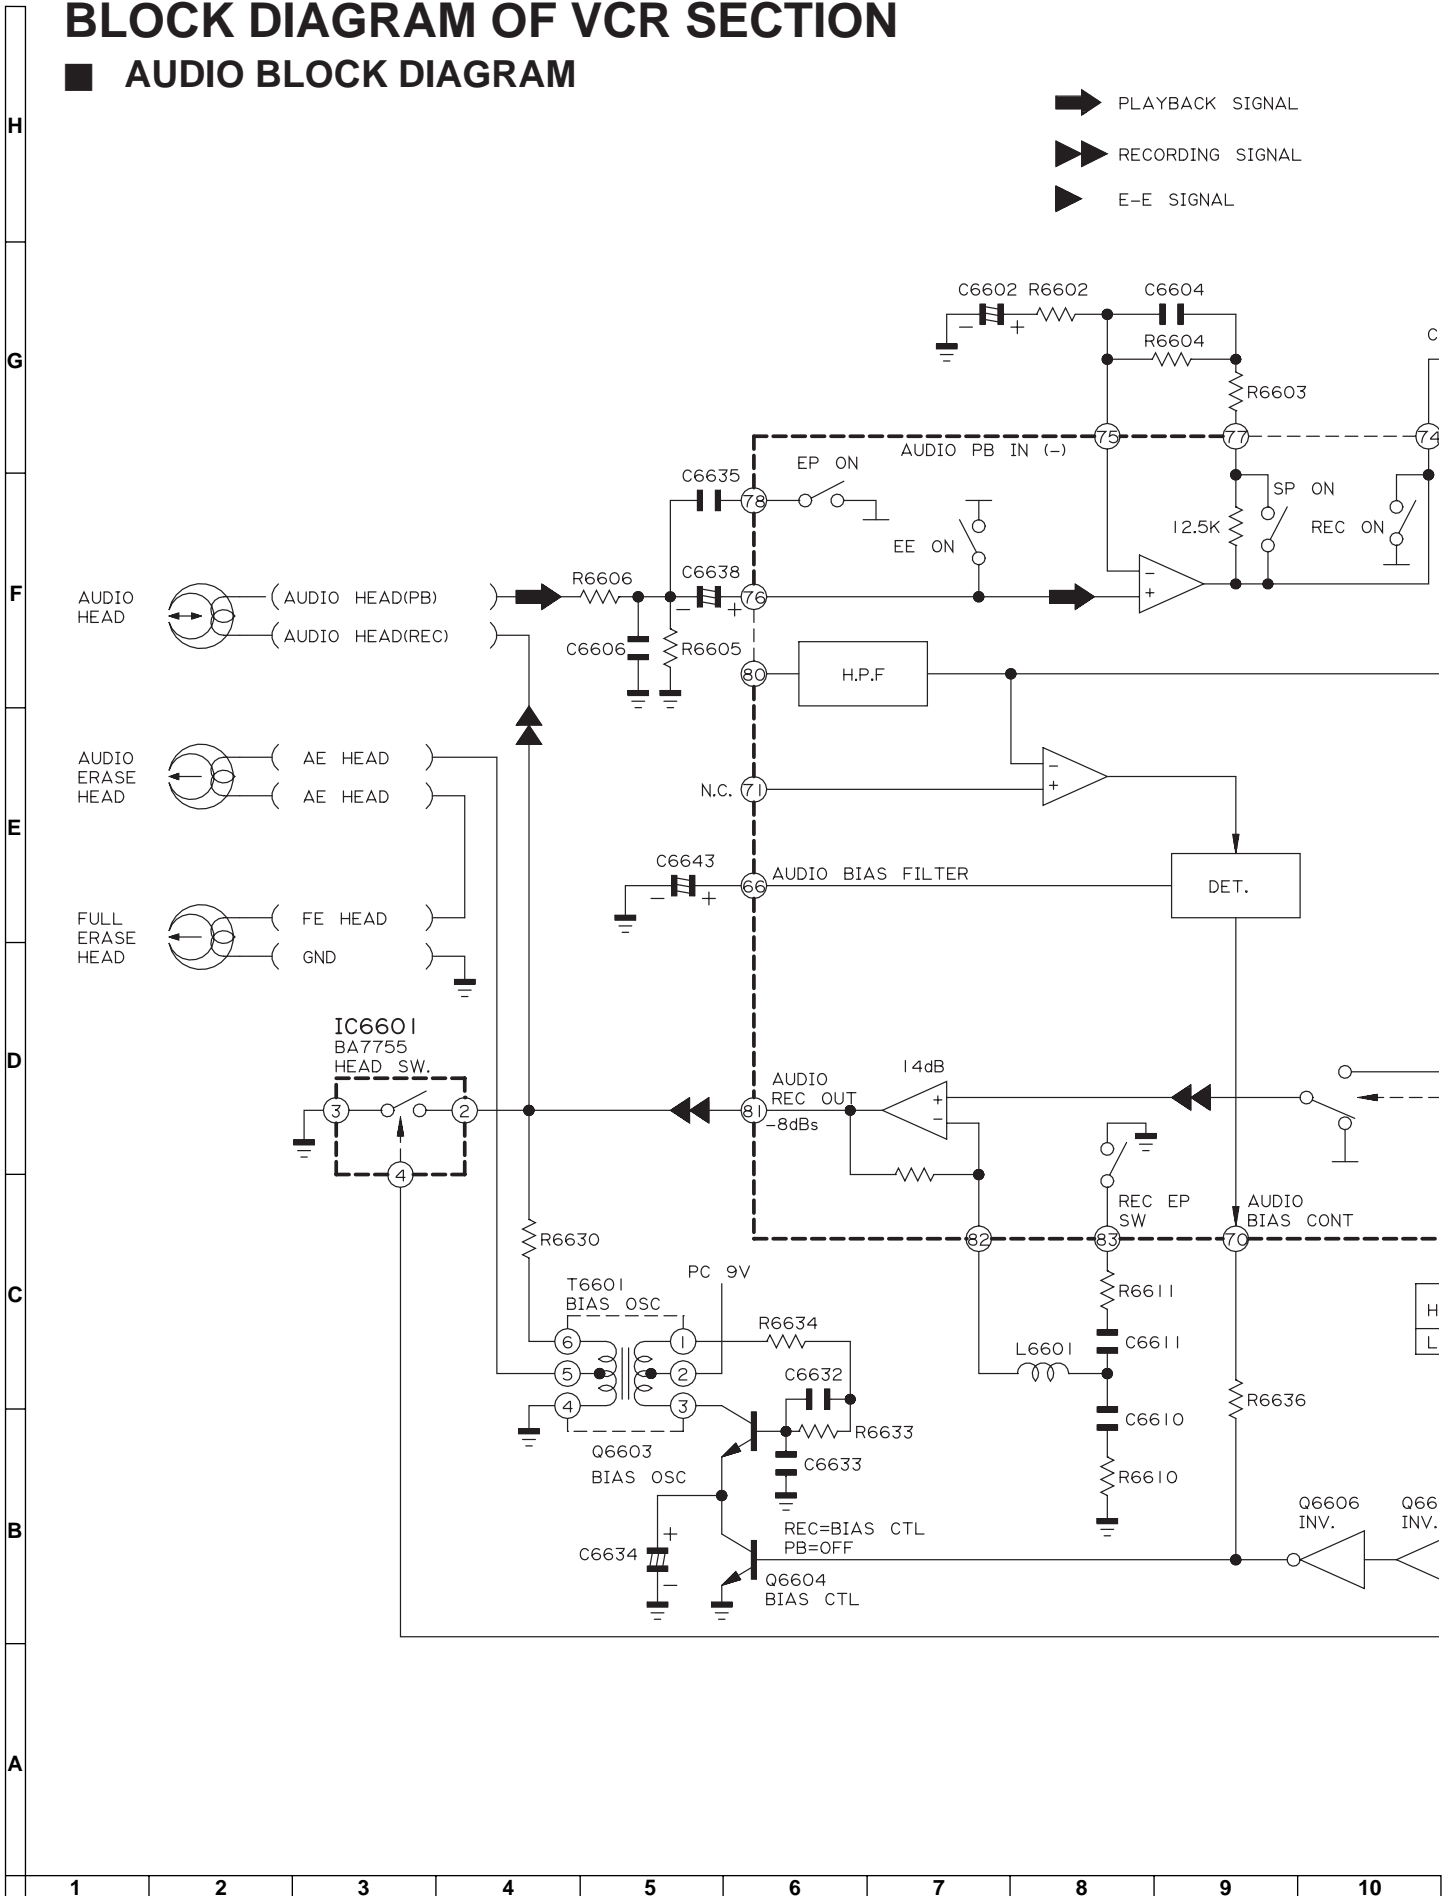 BLOCK DIAGRAM OF VCR SECTION
■ AUDIO BLOCK DIAGRAM
PLAYBACK SIGNAL
RECORDING SIGNAL
E-E SIGNAL
H
G
F
E
D
C
B
A
C6602 R6602 C6604
- +
R6604
R6603
C
75 77 74
AUDIO PB IN (-)
EP ON
C6635
78
EE ON
SP ON
12.5K
REC ON
AUDIO
HEAD
AUDIO HEAD(PB)
AUDIO HEAD(REC)
R6606
C6638
- +
76
-
+
C6606
R6605
80
H.P.F
AUDIO
ERASE
HEAD
AE HEAD
AE HEAD
N.C. 71
-
+
C6643
- +
66
AUDIO BIAS FILTER
DET.
FULL
ERASE
HEAD
FE HEAD
GND
IC6601
BA7755
HEAD SW.
3 2
4
AUDIO
REC OUT
81
-8dBs
14dB
+
-
REC EP
SW
AUDIO
BIAS CONT
82 83 70
R6630
T6601
BIAS OSC
PC 9V
6 1
5 2
4 3
R6634
C6632
R6633
C6633
Q6603
BIAS OSC
L6601
R6611
C6611
C6610
R6610
R6636
H
L
C6634
+
-
REC=BIAS CTL
PB=OFF
Q6604
BIAS CTL
Q6606
INV.
Q66
INV.
1 2 3 4 5 6 7 8 9 10